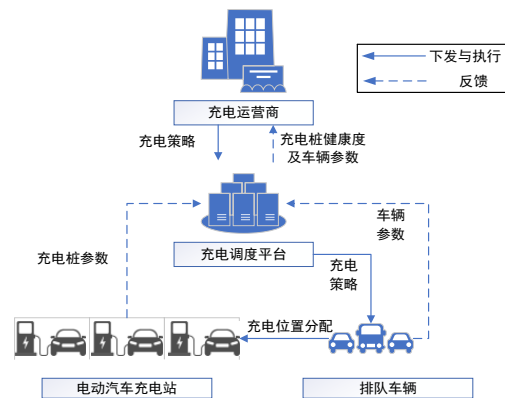 下发与执行
反馈
充电运营商
充电策略
充电桩健康度
及车辆参数
车辆
参数
充电桩参数
充电调度平台
充电
策略
充电位置分配
电动汽车充电站
排队车辆